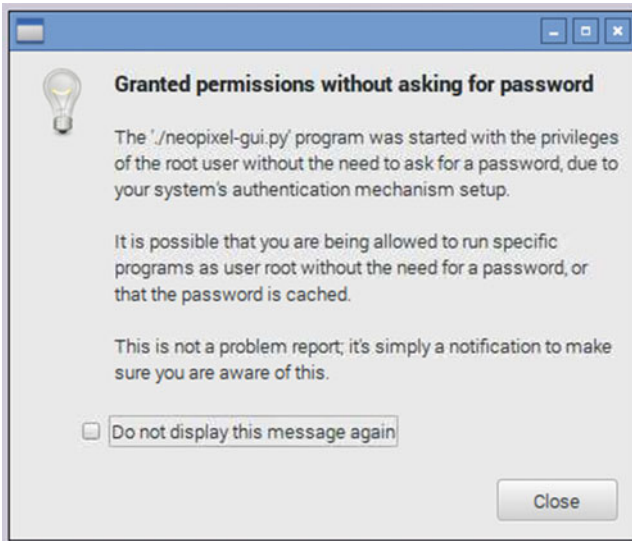 Granted permissions without asking for password
The './neopixel-gui.py' program was started with the privileges
of the root user without the need to ask for a password, due to
your system's authentication mechanism setup.
It is possible that you are being allowed to run specific
programs as user root without the need for a password, or
that the password is cached.
This is not a problem report; it's simply a notification to make
sure you are aware of this.
Do not display this message again
Close